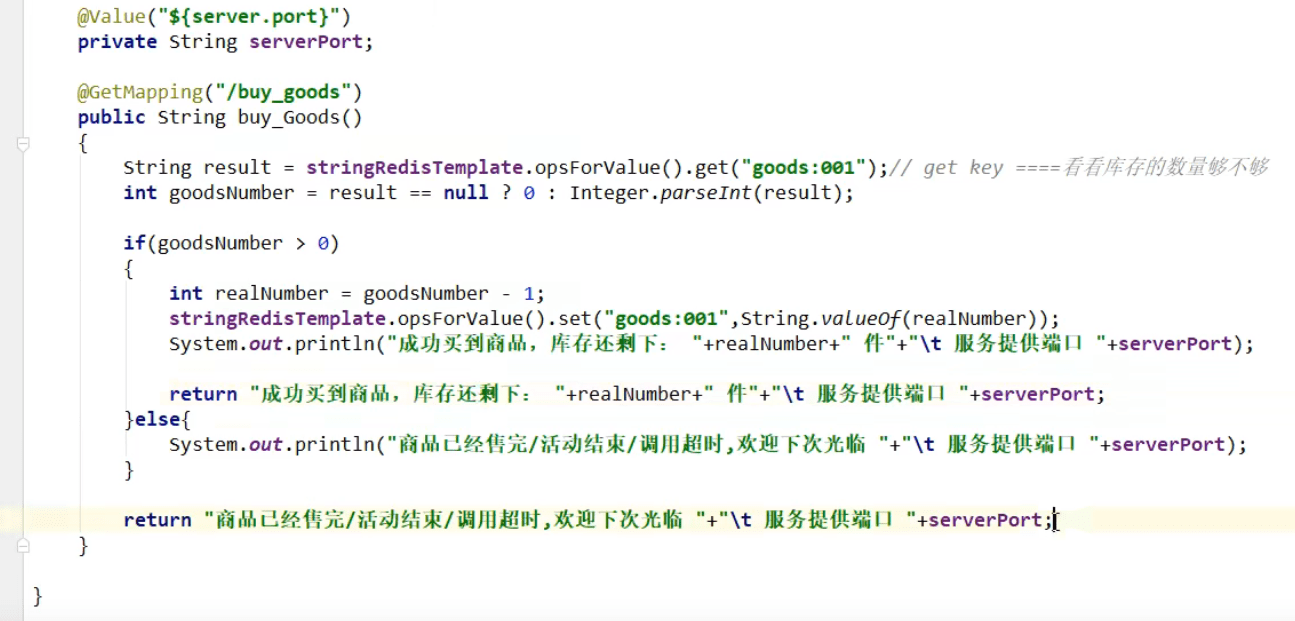 @Value("${server.port}")
private String serverPort;
@GetMapping("/buy_goods")
public String buy_Goods()
{
String result = stringRedisTemplate.opsForValue().get("goods:001");// get key ====看看库存的数量够不够
int goodsNumber = result == null ? 0 : Integer.parseInt(result);
if(goodsNumber > 0)
{
int realNumber = goodsNumber - 1;
stringRedisTemplate.opsForValue().set("goods:001",String.valueOf(realNumber));
System.out.println("成功买到商品，库存还剩下： "+realNumber+" 件"+"\t 服务提供端口 "+serverPort);
return "成功买到商品，库存还剩下： "+realNumber+" 件"+"\t 服务提供端口 "+serverPort;
}else{
System.out.println("商品已经售完/活动结束/调用超时,欢迎下次光临 "+"\t 服务提供端口 "+serverPort);
}
return "商品已经售完/活动结束/调用超时,欢迎下次光临 "+"\t 服务提供端口 "+serverPort;
}
}